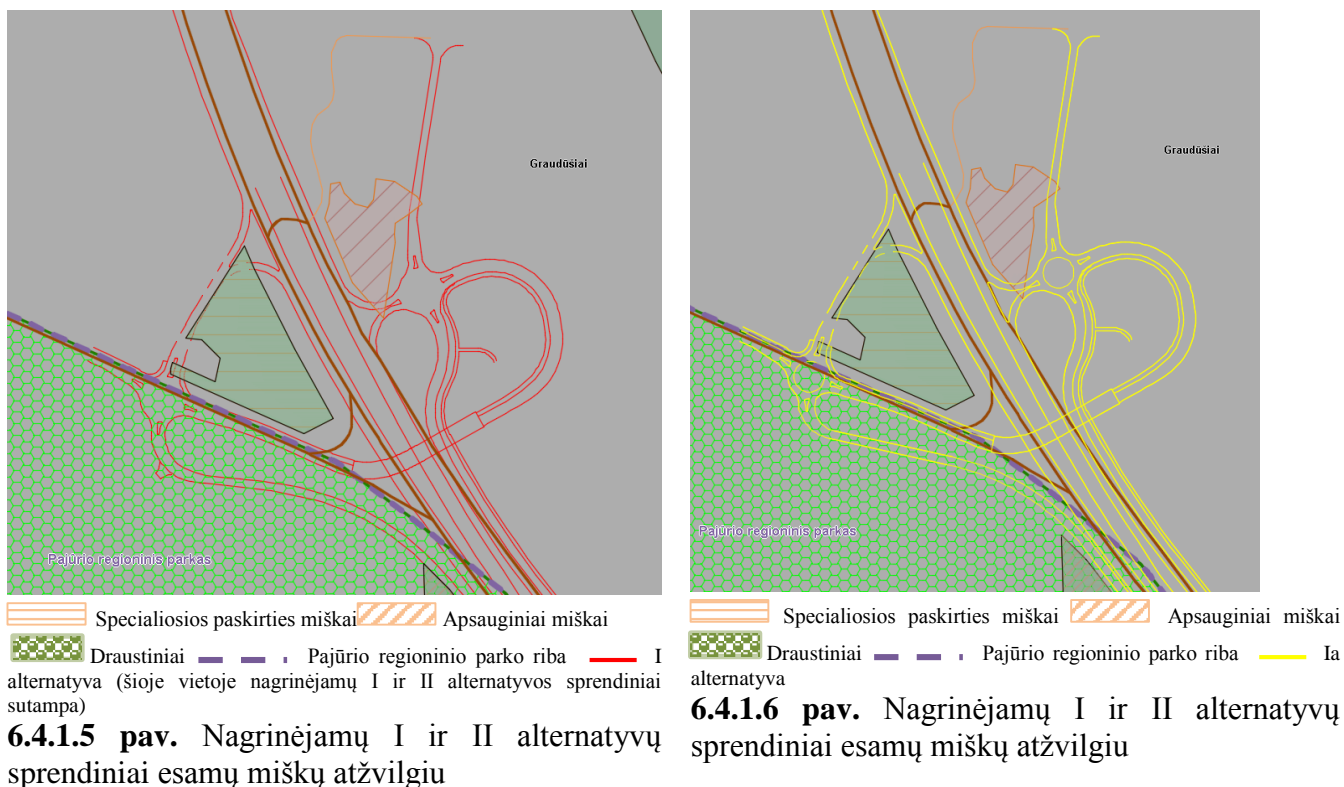 Graudūšiai
Pajūrio regioninis parkas
Specialiosios paskirties miškai Apsauginiai miškai
Draustiniai Pajūrio regioninio parko riba I
alternatyva (šioje vietoje nagrinėjamų I ir II alternatyvos sprendiniai
sutampa)
6.4.1.5 pav. Nagrinėjamų I ir II alternatyvų
sprendiniai esamų miškų atžvilgiu
Graudūšiai
Pajūrio regioninis parkas
Specialiosios paskirties miškai Apsauginiai miškai
Draustiniai Pajūrio regioninio parko riba Ia
alternatyva
6.4.1.6 pav. Nagrinėjamų I ir II alternatyvų
sprendiniai esamų miškų atžvilgiu